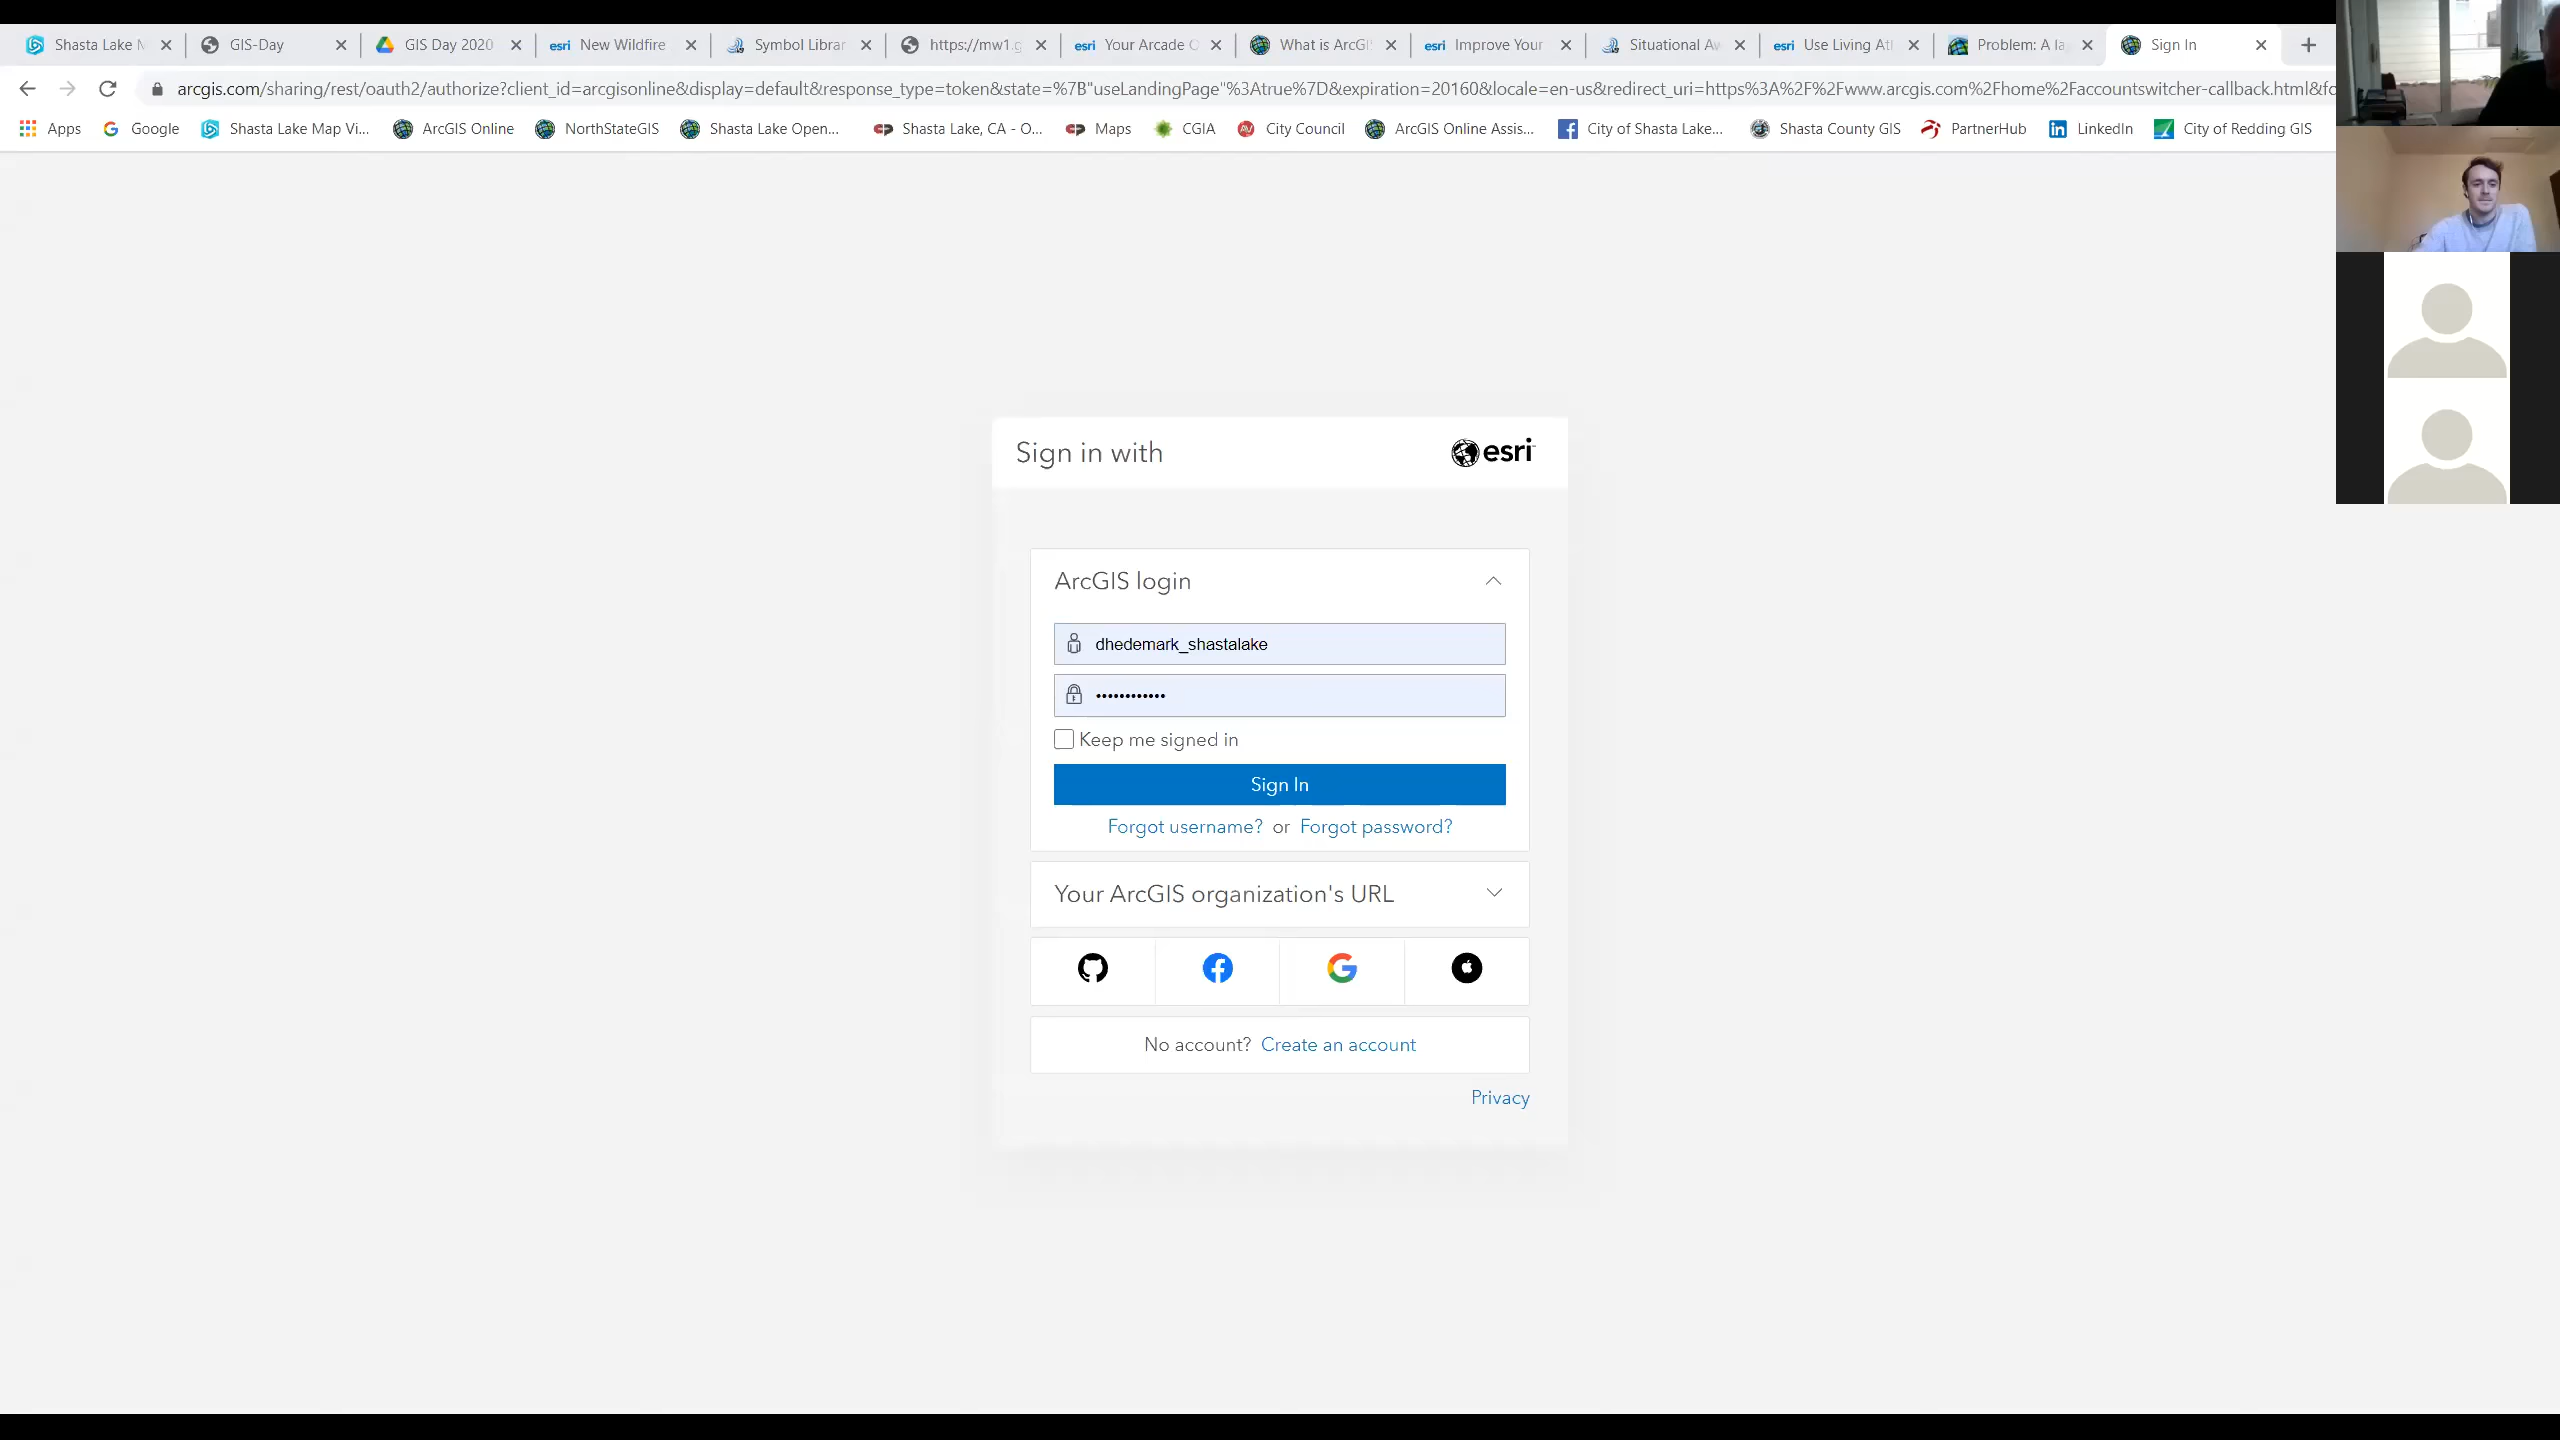 Shasta Lake M
GIS-Day
GIS Day 2020
esri New Wildfire
Symbol Librar
https://mw1.g
esri Your Arcade O
What is ArcGI
esri Improve Your
Situational Aw
esri Use Living Atl
Problem: A la
Sign In
arcgis.com/sharing/rest/oauth2/authorize?client_id=arcgisonline&display=default&response_type=token&state=%7B"useLandingPage"%3Atrue%7D&expiration=20160&locale=en-us&redirect_uri=https%3A%2F%2Fwww.arcgis.com%2Fhome%2Faccountswitcher-callback.html&fo
Apps
Google
Shasta Lake Map Vi...
ArcGIS Online
NorthStateGIS
Shasta Lake Open...
Shasta Lake, CA - O...
Maps
CGIA
City Council
ArcGIS Online Assis...
City of Shasta Lake...
Shasta County GIS
PartnerHub
LinkedIn
City of Redding GIS
Sign in with
esri
ArcGIS login
dhedemark_shastalake
••••••••••••
Keep me signed in
Sign In
Forgot username? or Forgot password?
Your ArcGIS organization's URL
No account? Create an account
Privacy